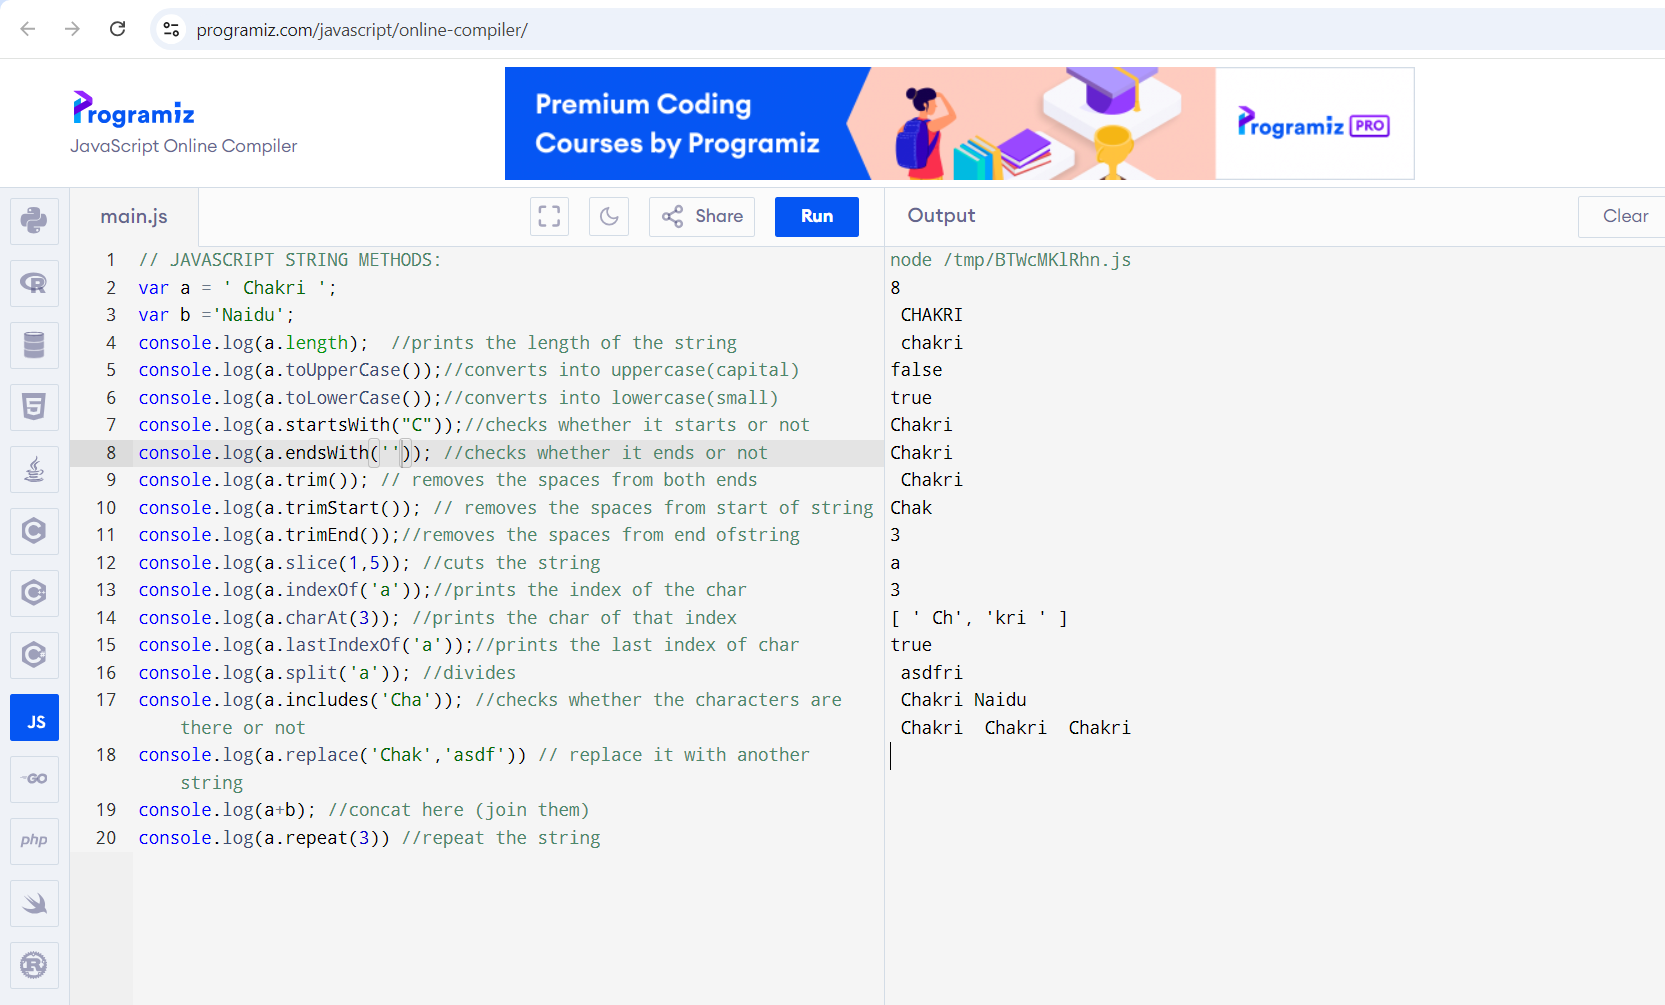 programiz.com/javascript/online-compiler/
Programiz
JavaScript Online Compiler
Premium Coding
Courses by Programiz
Programiz PRO
main.js
Share
Run
Output
Clear
1 // JAVASCRIPT STRING METHODS:
2 var a = ' Chakri ';
3 var b ='Naidu';
4 console.log(a.length);  //prints the length of the string
5 console.log(a.toUpperCase());//converts into uppercase(capital)
6 console.log(a.toLowerCase());//converts into lowercase(small)
7 console.log(a.startsWith("C"));//checks whether it starts or not
8 console.log(a.endsWith('')); //checks whether it ends or not
9 console.log(a.trim()); // removes the spaces from both ends
10 console.log(a.trimStart()); // removes the spaces from start of string
11 console.log(a.trimEnd());//removes the spaces from end ofstring
12 console.log(a.slice(1,5)); //cuts the string
13 console.log(a.indexOf('a'));//prints the index of the char
14 console.log(a.charAt(3)); //prints the char of that index
15 console.log(a.lastIndexOf('a'));//prints the last index of char
16 console.log(a.split('a')); //divides
17 console.log(a.includes('Cha')); //checks whether the characters are
there or not
18 console.log(a.replace('Chak','asdf')) // replace it with another
string
19 console.log(a+b); //concat here (join them)
20 console.log(a.repeat(3)) //repeat the string
node /tmp/BTWcMKlRhn.js
8
 CHAKRI
 chakri
false
true
Chakri
Chakri
 Chakri
Chak
3
a
3
[ ' Ch', 'kri ' ]
true
 asdfri
 Chakri Naidu
 Chakri  Chakri  Chakri
R
5
C
C
C
JS
GO
php
R